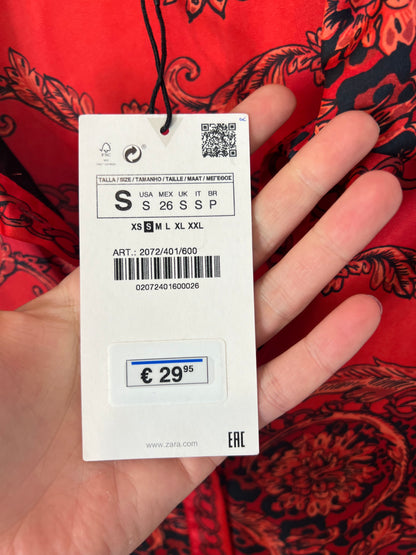 FSC
TALLA / SIZE / TAMANHO / TAILLE / MAAT / ΜΕΓΕΘΟΣ
S
USA MEX UK IT BR
S 26 S S P
XS S M L XL XXL
ART.: 2072/401/600
02072401600026
€ 29 95
www.zara.com
EAC